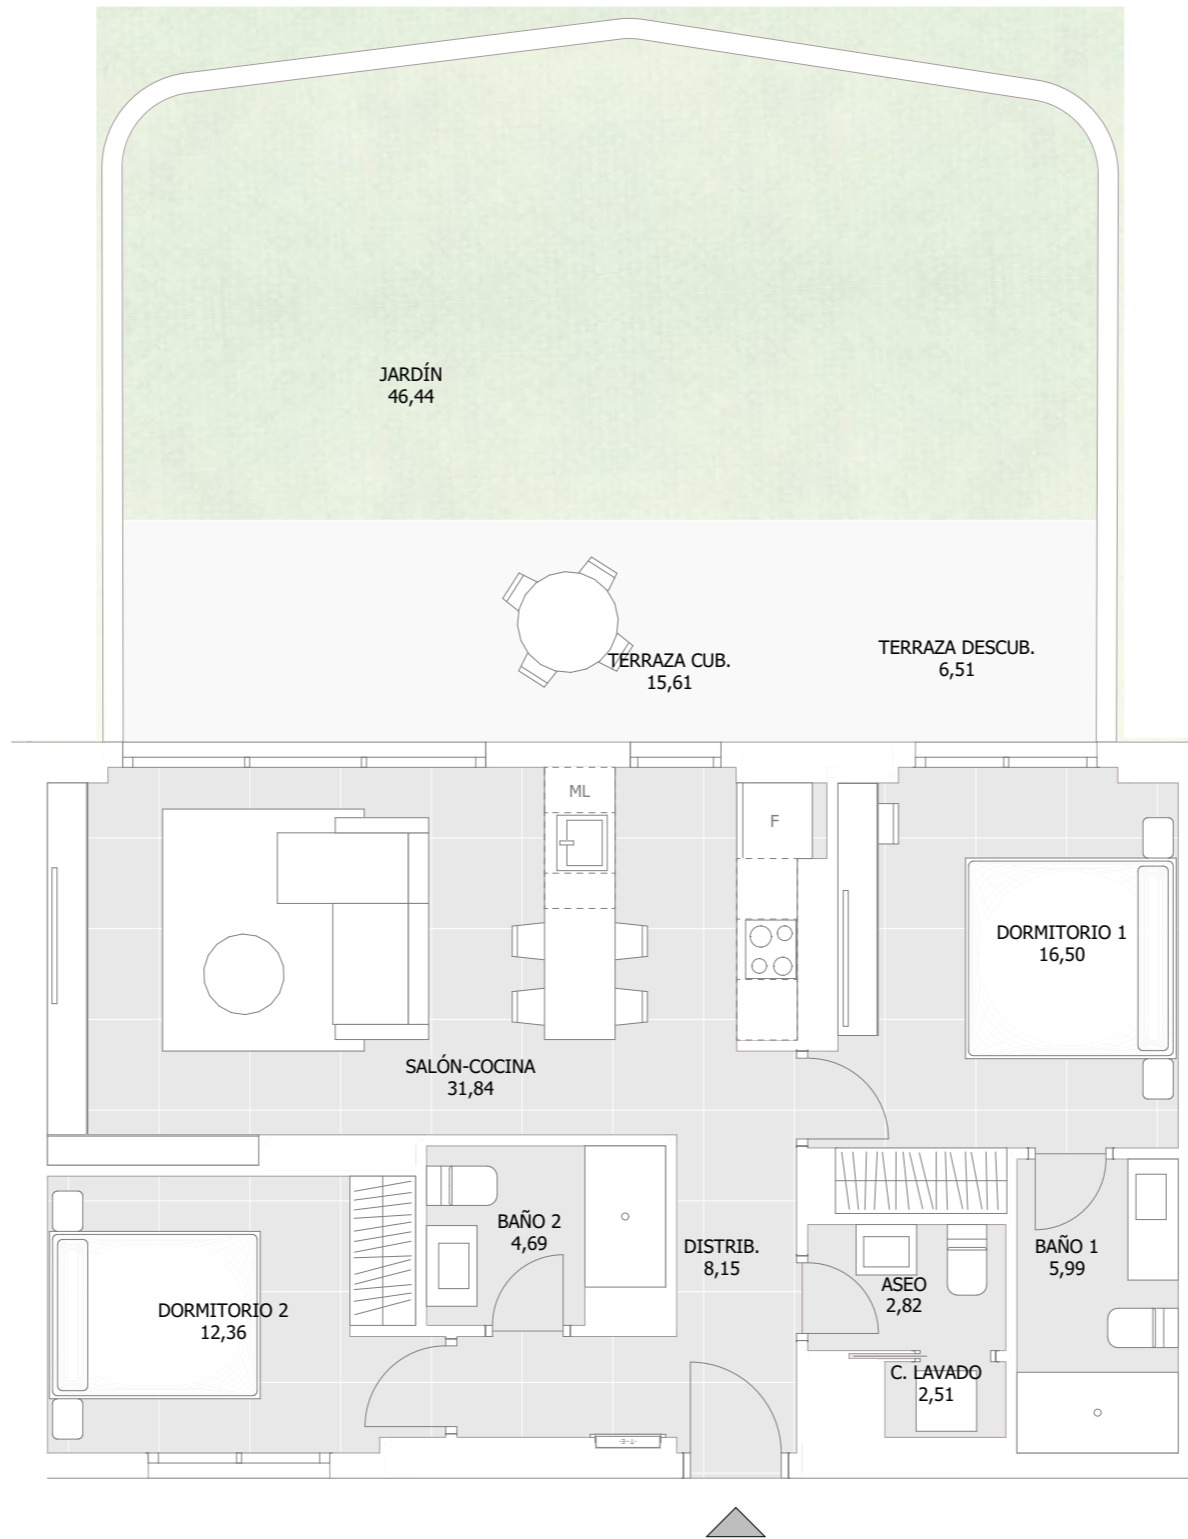 JARDÍN
46,44
TERRAZA CUB.
15,61
TERRAZA DESCUB.
6,51
ML
F
DORMITORIO 1
16,50
SALÓN-COCINA
31,84
BAÑO 2
4,69
DISTRIB.
8,15
BAÑO 1
5,99
ASEO
2,82
DORMITORIO 2
12,36
C. LAVADO
2,51